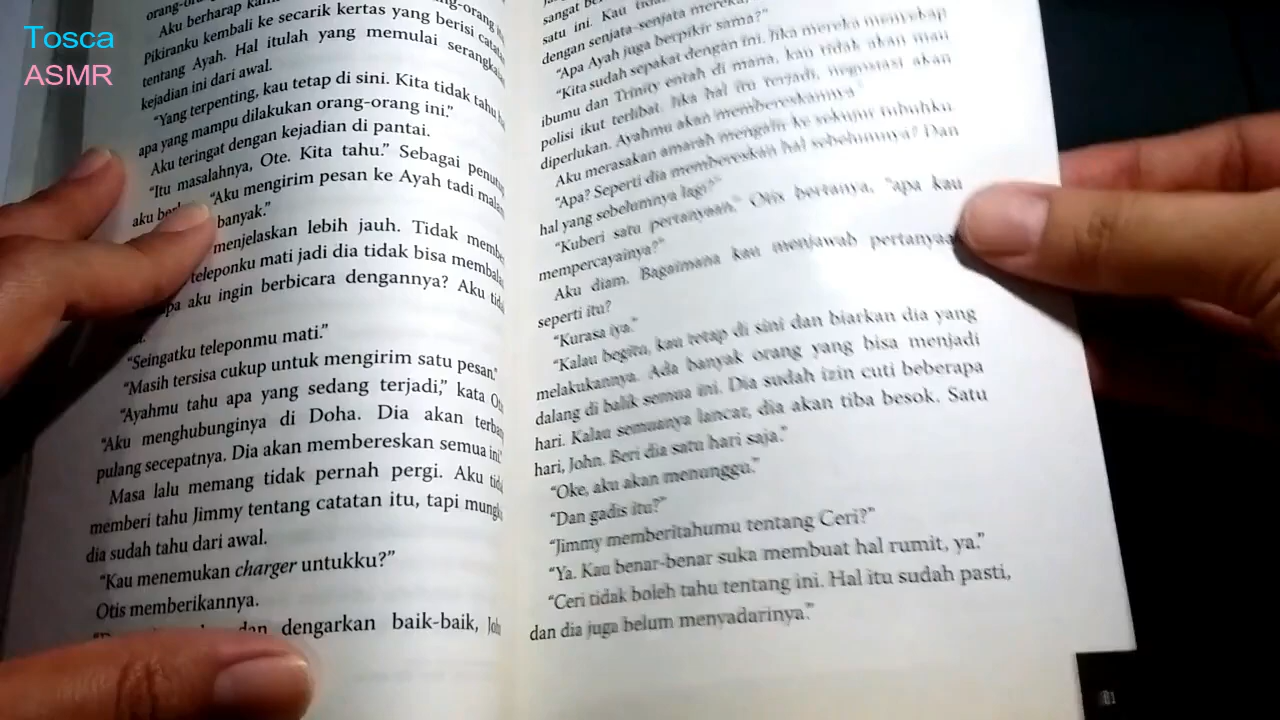 Tosca
ASMR
Aku berharap
Pikiranku kembali ke secarik kertas yang berisi
tentang Ayah. Hal itulah yang memulai
kejadian ini dari awal.
“Yang terpenting, kau tetap di sini. Kita tidak
apa yang mampu dilakukan orang-orang ini.”
Aku teringat dengan kejadian di pantai.
“Itu masalahnya, Ote. Kita tahu.” Sebagai
aku “Aku mengirim pesan ke Ayah tadi
banyak.”
menjelaskan lebih jauh. Tidak
teleponku mati jadi dia tidak bisa
aku ingin berbicara dengannya? Aku
“Seingatku teleponmu mati.”
“Masih tersisa cukup untuk mengirim satu pesan.”
“Ayahmu tahu apa yang sedang terjadi,” kata
“Aku menghubunginya di Doha. Dia akan
pulang secepatnya. Dia akan membereskan semua ini.”
Masa lalu memang tidak pernah pergi. Aku
memberi tahu Jimmy tentang catatan itu, tapi
dia sudah tahu dari awal.
“Kau menemukan charger untukku?”
Otis memberikannya.
dengarkan baik-baik,
satu ini. Kau
dengan senjata-senjata
“Apa Ayah juga berpikir sama?”
“Kita sudah sepakat dengan ini. Jika mereka menyekap
ibumu dan Trinity entah di mana, kau tidak akan mau
polisi ikut terlibat. Jika hal itu terjadi, negosiasi akan
diperlukan. Ayahmu akan membereskannya.”
Aku merasakan amarah mengalir ke sekujur tubuhku.
“Apa? Seperti dia membereskan hal sebelumnya? Dan
hal yang sebelumnya lagi?”
“Kuberi satu pertanyaan.” Otis bertanya, “apa kau
mempercayainya?”
Aku diam. Bagaimana kau menjawab pertanyaan
seperti itu?
“Kurasa iya.”
“Kalau begitu, kau tetap di sini dan biarkan dia yang
melakukannya. Ada banyak orang yang bisa menjadi
dalang di balik semua ini. Dia sudah izin cuti beberapa
hari. Kalau semuanya lancar, dia akan tiba besok. Satu
hari, John. Beri dia satu hari saja.”
“Oke, aku akan menunggu.”
“Dan gadis itu?”
“Jimmy memberitahumu tentang Ceri?”
“Ya. Kau benar-benar suka membuat hal rumit, ya.”
“Ceri tidak boleh tahu tentang ini. Hal itu sudah pasti,
dan dia juga belum menyadarinya.”